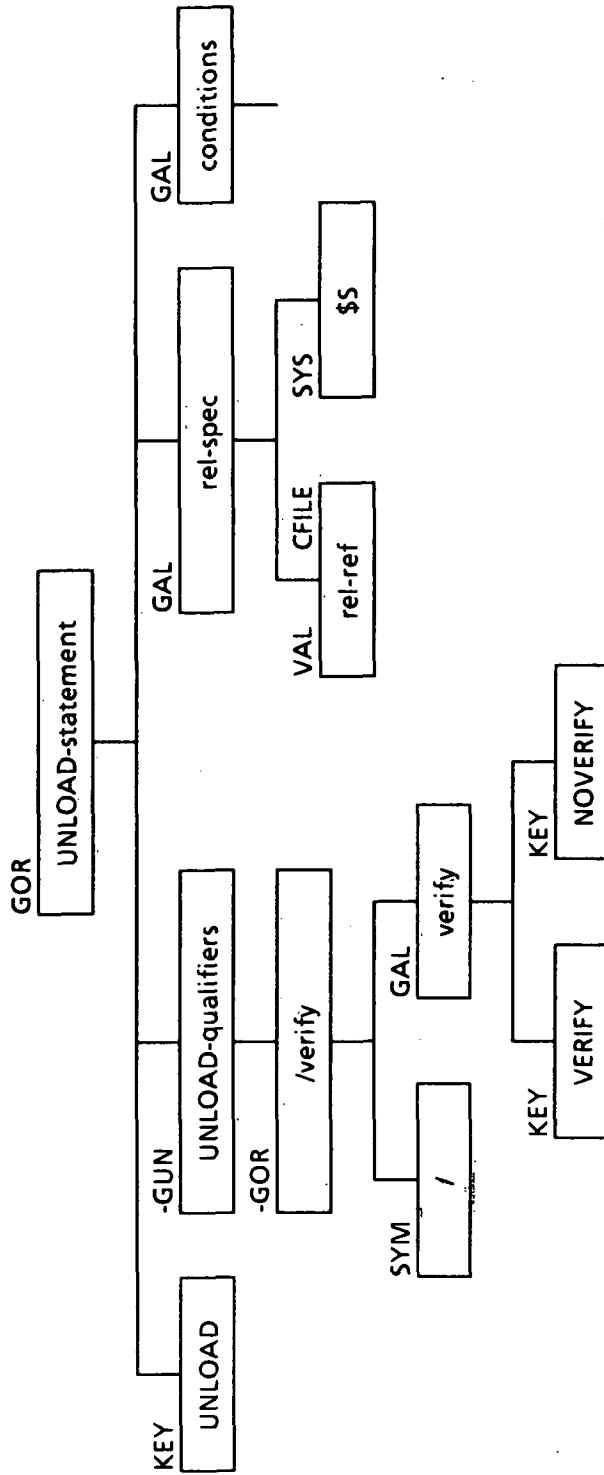 GOR
UNLOAD-statement
KEY
UNLOAD
-GUN
UNLOAD-qualifiers
GAL
rel-spec
GAL
conditions
-GOR
/verify
VAL
CFILE
rel-ref
SYS
$S
SYM
/
GAL
verify
KEY
VERIFY
KEY
NOVERIFY